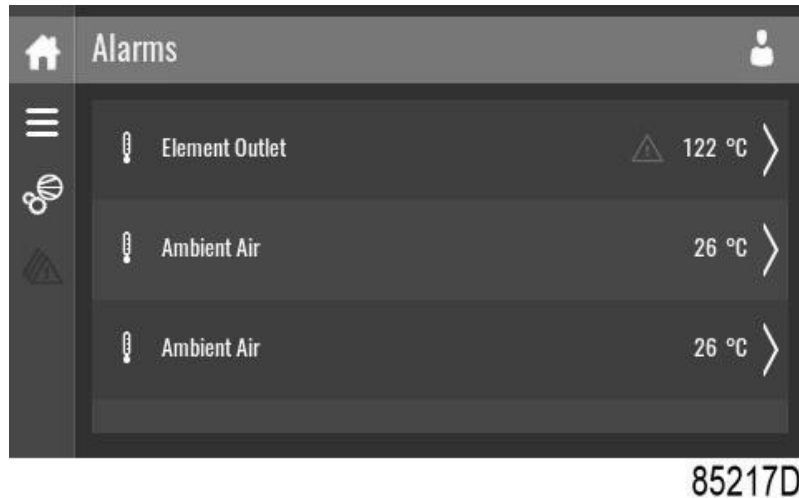 Alarms
Element Outlet 122 °C
Ambient Air 26 °C
Ambient Air 26 °C
85217D